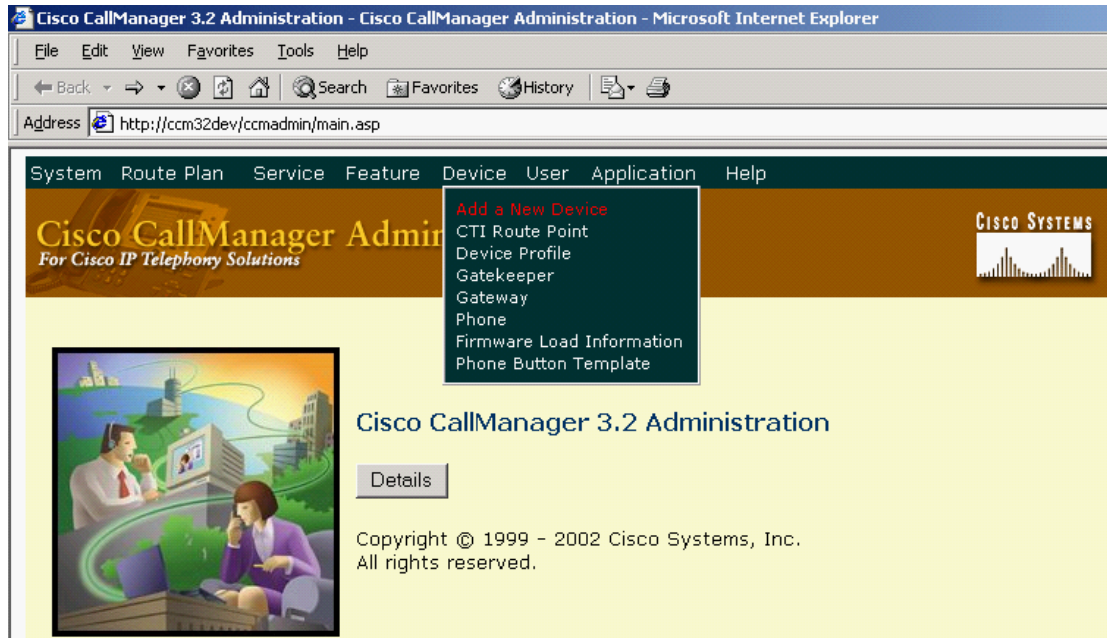 Cisco CallManager 3.2 Administration - Cisco CallManager Administration - Microsoft Internet Explorer
File Edit View Favorites Tools Help
Back Search Favorites History
Address http://ccm32dev/ccmadmin/main.asp
System Route Plan Service Feature Device User Application Help
Cisco CallManager Admin
For Cisco IP Telephony Solutions
Add a New Device
CTI Route Point
Device Profile
Gatekeeper
Gateway
Phone
Firmware Load Information
Phone Button Template
CISCO SYSTEMS
Cisco CallManager 3.2 Administration
Details
Copyright © 1999 - 2002 Cisco Systems, Inc.
All rights reserved.